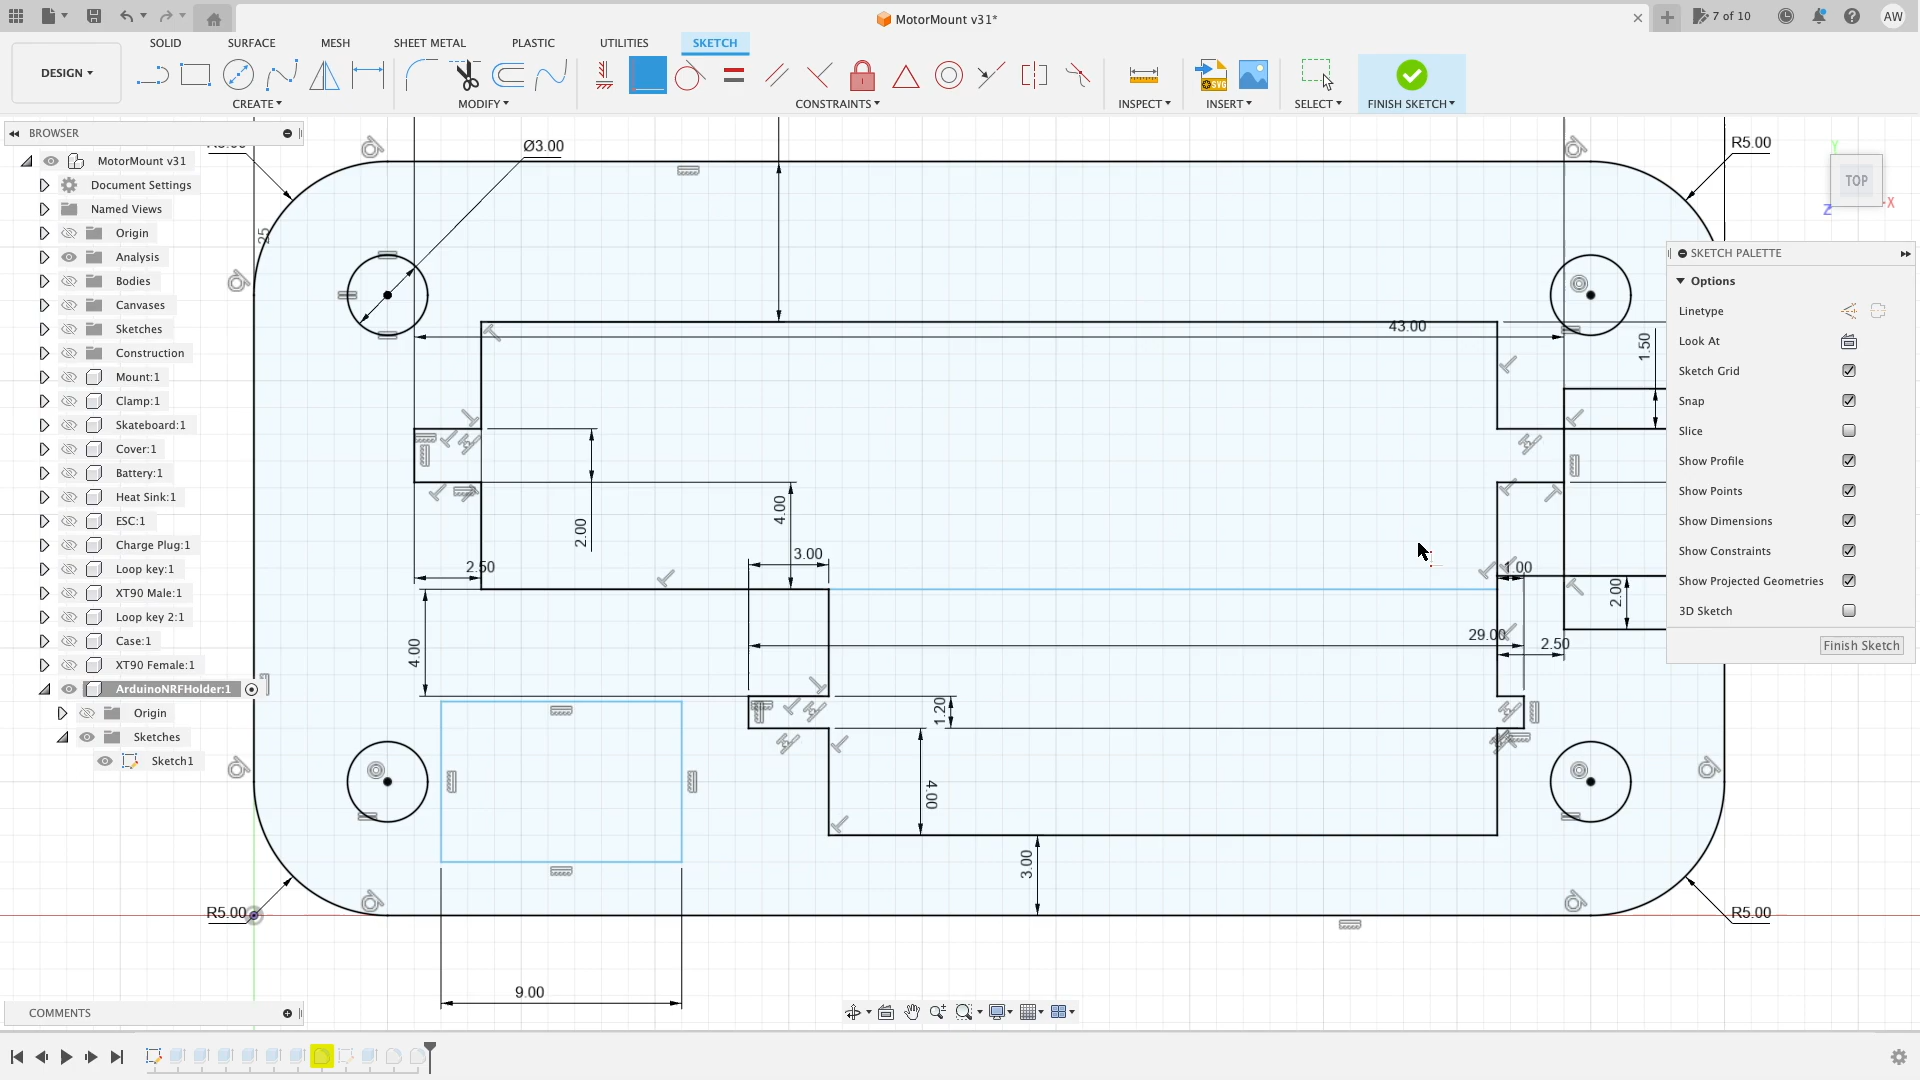 MotorMount v31*
7 of 10
AW
DESIGN
SOLID
SURFACE
MESH
SHEET METAL
PLASTIC
UTILITIES
SKETCH
CREATE
MODIFY
CONSTRAINTS
INSPECT
INSERT
SELECT
FINISH SKETCH
SVG
BROWSER
MotorMount v31
Document Settings
Named Views
Origin
Analysis
Bodies
Canvases
Sketches
Construction
Mount:1
Clamp:1
Skateboard:1
Cover:1
Battery:1
Heat Sink:1
ESC:1
Charge Plug:1
Loop key:1
XT90 Male:1
Loop key 2:1
Case:1
XT90 Female:1
ArduinoNRFHolder:1
Origin
Sketches
Sketch1
Ø3.00
R5.00
25
43.00
1.50
2.00
4.00
3.00
2.50
1.00
2.00
4.00
29.00
2.50
1.20
4.00
3.00
R5.00
R5.00
9.00
Y
TOP
Z
X
SKETCH PALETTE
Options
Linetype
Look At
Sketch Grid
Snap
Slice
Show Profile
Show Points
Show Dimensions
Show Constraints
Show Projected Geometries
3D Sketch
Finish Sketch
COMMENTS